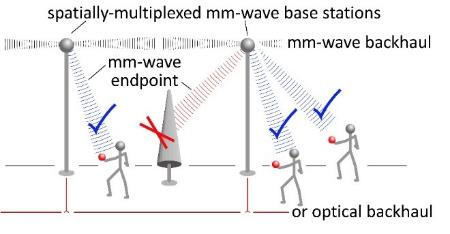 spatially-multiplexed mm-wave base stations
mm-wave backhaul
mm-wave
endpoint
or optical backhaul